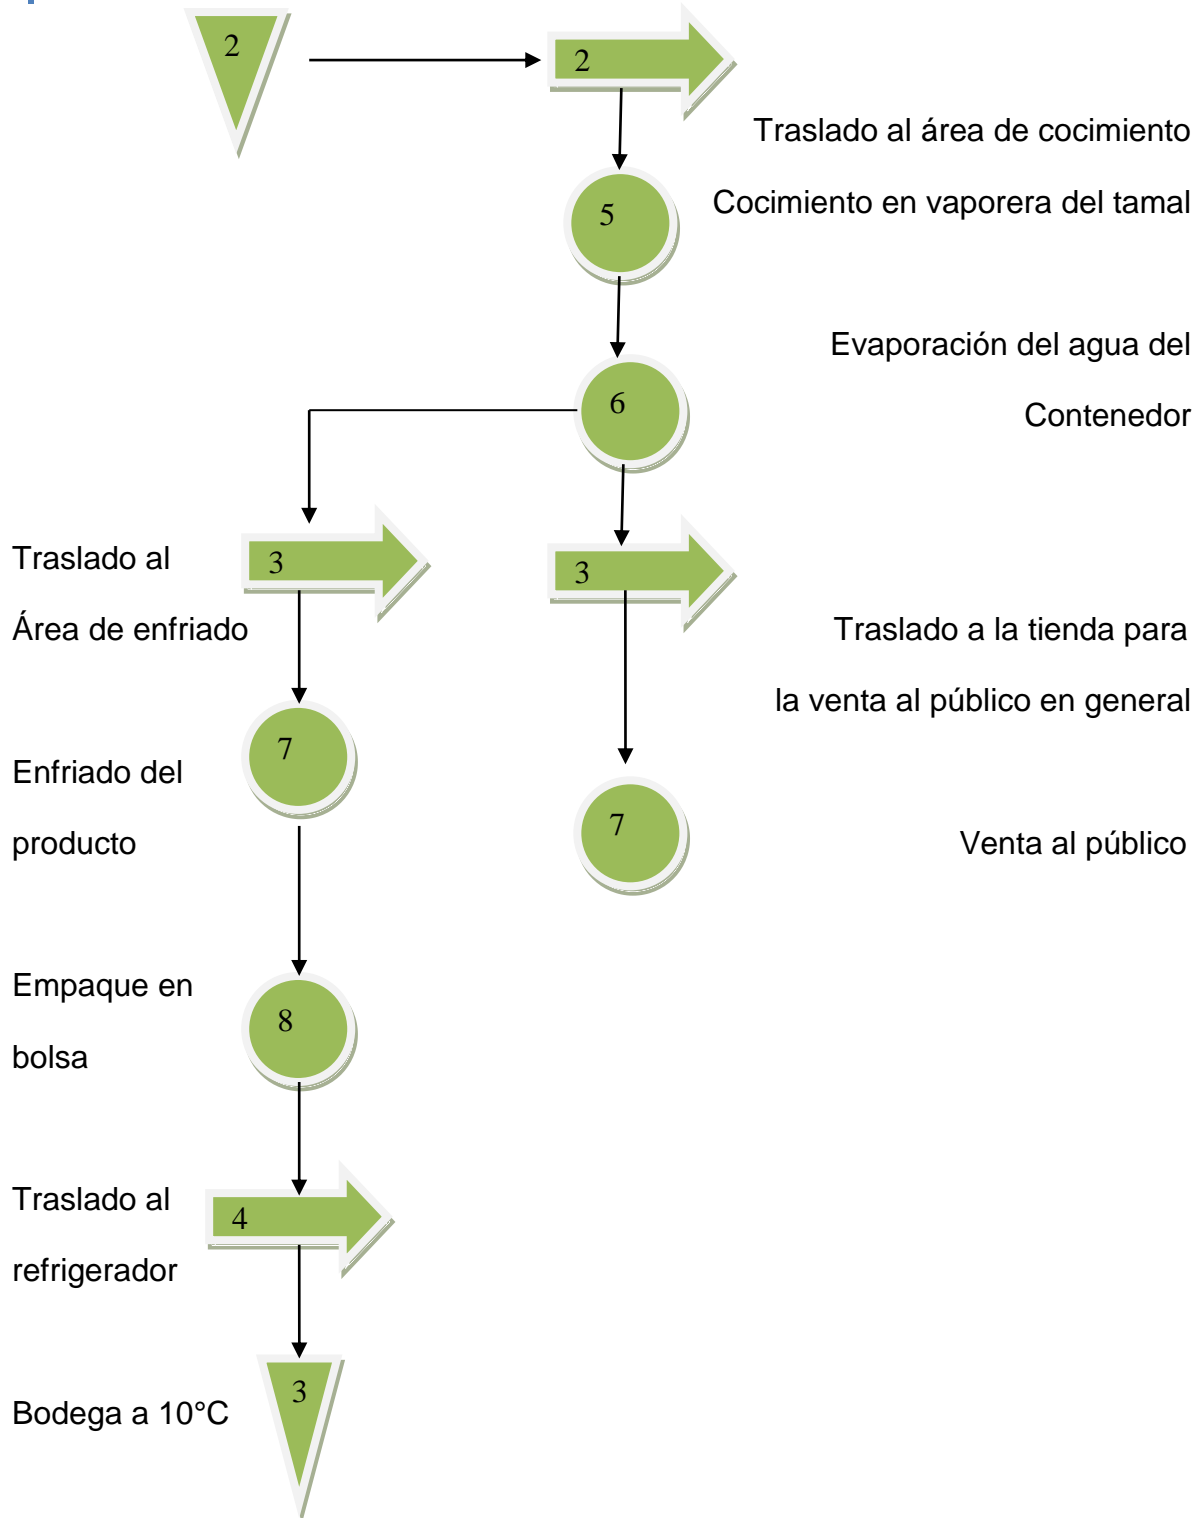 2
2
Traslado al área de cocimiento
5
Cocimiento en vaporera del tamal
Evaporación del agua del
6
Contenedor
Traslado al
3
3
Área de enfriado
Traslado a la tienda para
la venta al público en general
7
Enfriado del
producto
7
Venta al público
Empaque en
8
bolsa
Traslado al
4
refrigerador
3
Bodega a 10°C